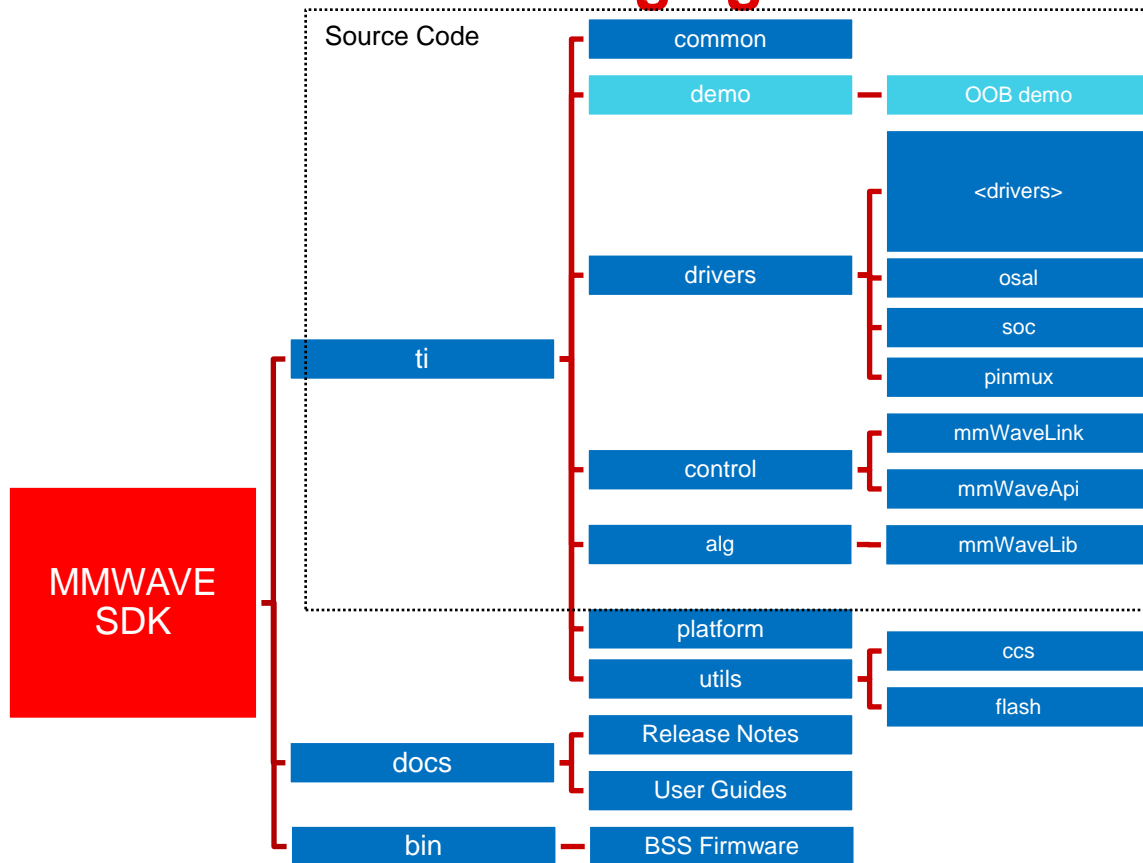 Source Code
common
demo
OOB demo
<drivers>
drivers
osal
soc
ti
pinmux
mmWaveLink
control
mmWaveApi
alg
mmWaveLib
MMWAVE
SDK
platform
ccs
utils
flash
Release Notes
docs
User Guides
bin
BSS Firmware